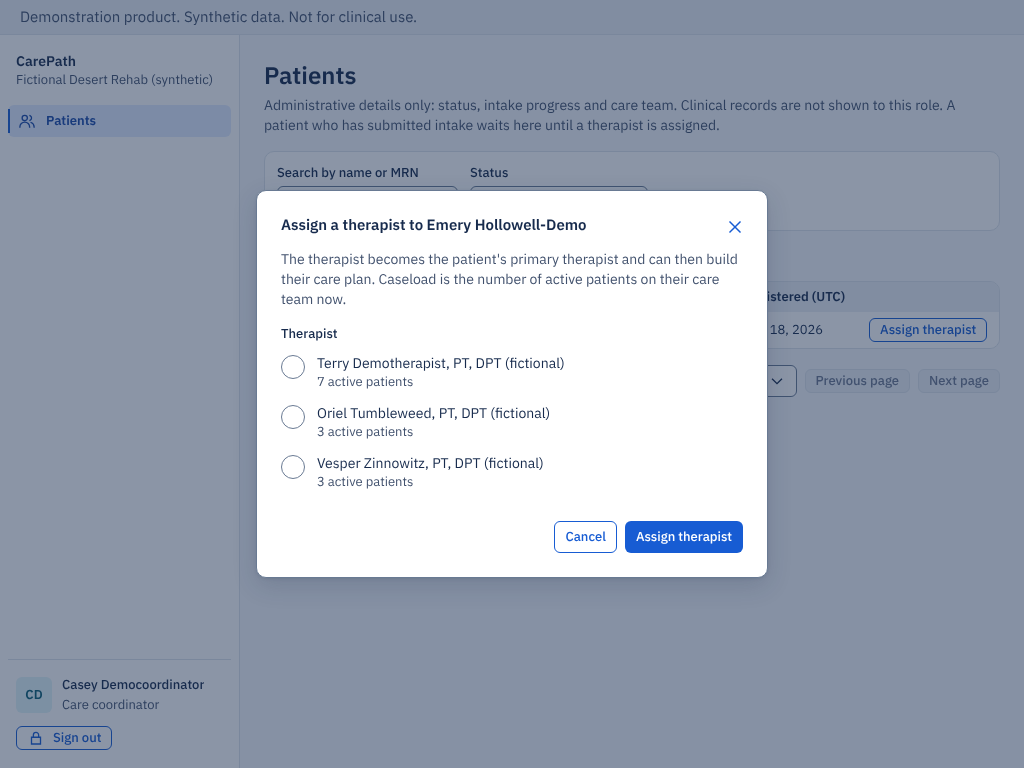 Demonstration product. Synthetic data. Not for clinical use.
CarePath
Fictional Desert Rehab (synthetic)
Patients
Patients
Administrative details only: status, intake progress and care team. Clinical records are not shown to this role. A
patient who has submitted intake waits here until a therapist is assigned.
Search by name or MRN
Status
Assign a therapist to Emery Hollowell-Demo
The therapist becomes the patient's primary therapist and can then build
their care plan. Caseload is the number of active patients on their care
team now.
Therapist
Terry Demotherapist, PT, DPT (fictional)
7 active patients
Oriel Tumbleweed, PT, DPT (fictional)
3 active patients
Vesper Zinnowitz, PT, DPT (fictional)
3 active patients
Cancel
Assign therapist
istered (UTC)
18, 2026
Assign therapist
Previous page
Next page
CD
Casey Democoordinator
Care coordinator
Sign out